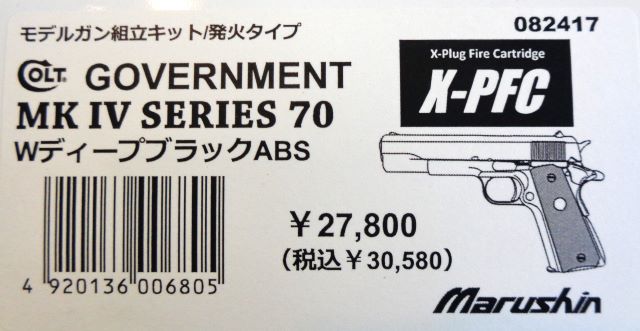 モデルガン組立キット/発火タイプ
082417
COLT GOVERNMENT
MK IV SERIES 70
WディープブラックABS
X-Plug Fire Cartridge
X-PFC
￥27,800
(税込￥30,580)
4 920136 006805
Marushin